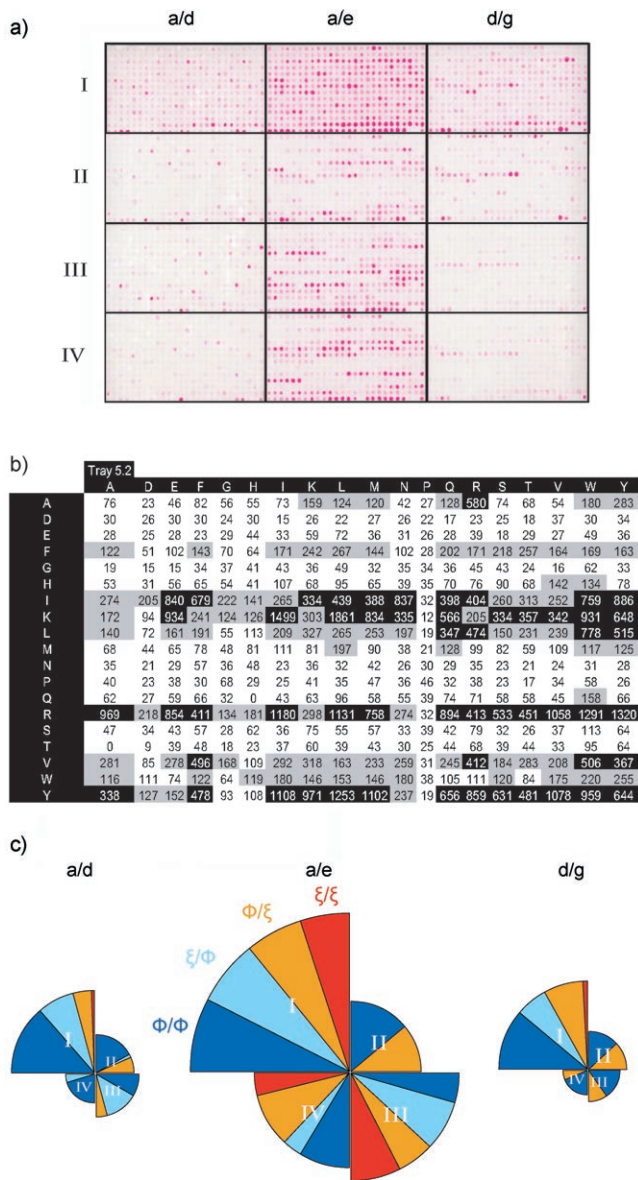 a)
a/d a/e d/g
I
II
III
IV
b)
Tray 5.2
A D E F G H I K L M N P Q R S T V W Y
A 76 23 46 82 56 55 73 159 124 120 42 27 128 580 74 68 54 180 283
D 30 26 30 30 24 30 15 26 22 27 26 22 17 23 25 18 37 30 34
E 28 25 28 23 29 32 33 59 72 36 31 26 28 39 18 29 27 49 36
F 122 51 102 143 70 64 171 242 267 144 102 28 202 171 218 257 164 169 163
G 19 15 15 34 37 41 43 36 49 32 35 34 36 45 43 24 16 62 33
H 53 31 56 65 54 41 107 68 95 65 39 35 70 76 90 68 142 134 78
I 274 205 840 679 222 141 265 334 439 388 837 32 398 404 260 313 252 759 886
K 172 94 934 241 124 126 1499 303 1861 834 335 12 566 205 334 357 342 931 648
L 140 72 161 191 55 113 209 327 265 253 197 19 347 474 150 231 239 778 515
M 68 44 65 78 48 81 111 81 197 90 38 21 128 99 82 59 109 117 125
N 35 21 29 57 36 48 23 36 32 42 26 30 29 35 23 21 24 31 28
P 40 23 38 30 68 29 25 41 35 47 36 46 32 38 23 17 34 58 26
Q 62 27 59 66 32 0 43 63 96 58 55 39 74 71 58 58 45 158 66
R 969 218 854 411 134 181 1180 298 1131 758 274 32 894 413 533 451 1058 1291 1320
S 47 34 43 57 28 62 36 75 55 57 33 39 42 79 32 26 37 113 64
T 0 9 39 48 18 23 37 60 39 43 30 25 44 68 39 44 33 95 64
V 281 85 278 496 168 109 292 318 163 233 259 31 245 412 184 283 208 506 367
W 116 111 74 122 64 119 180 146 153 146 180 38 105 111 120 84 175 220 255
Y 338 127 152 478 93 108 1108 971 1253 1102 237 19 656 859 631 481 1078 959 644
c)
a/d a/e d/g
Φ/Φ ξ/Φ Φ/ξ ξ/ξ
I II III IV
I II III IV
I II III IV